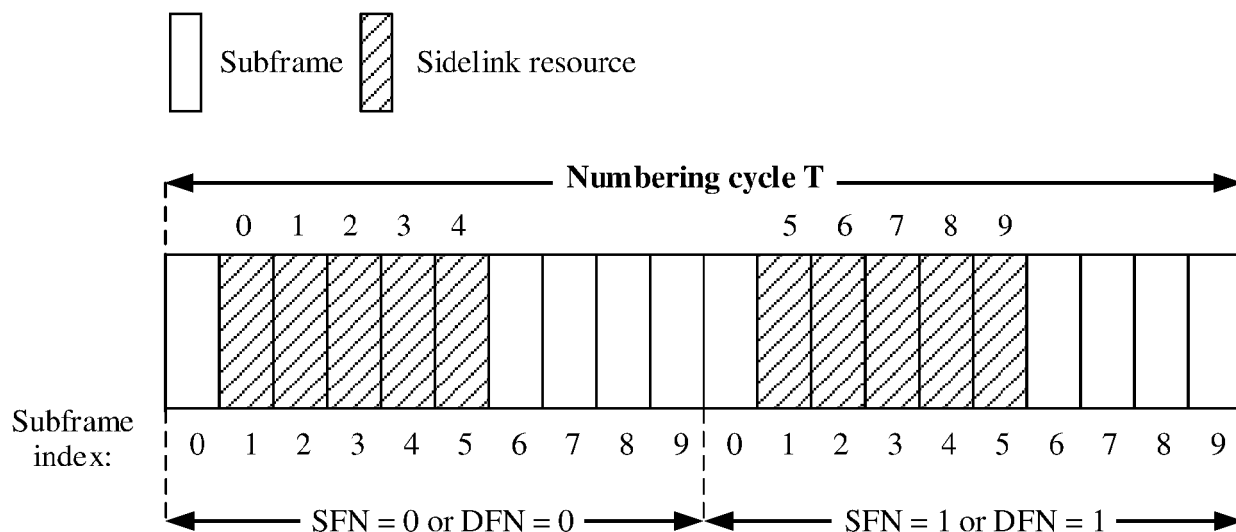 Subframe Sidelink resource
Numbering cycle T
0 1 2 3 4 5 6 7 8 9
Subframe index:
0 1 2 3 4 5 6 7 8 9 0 1 2 3 4 5 6 7 8 9
SFN = 0 or DFN = 0 SFN = 1 or DFN = 1